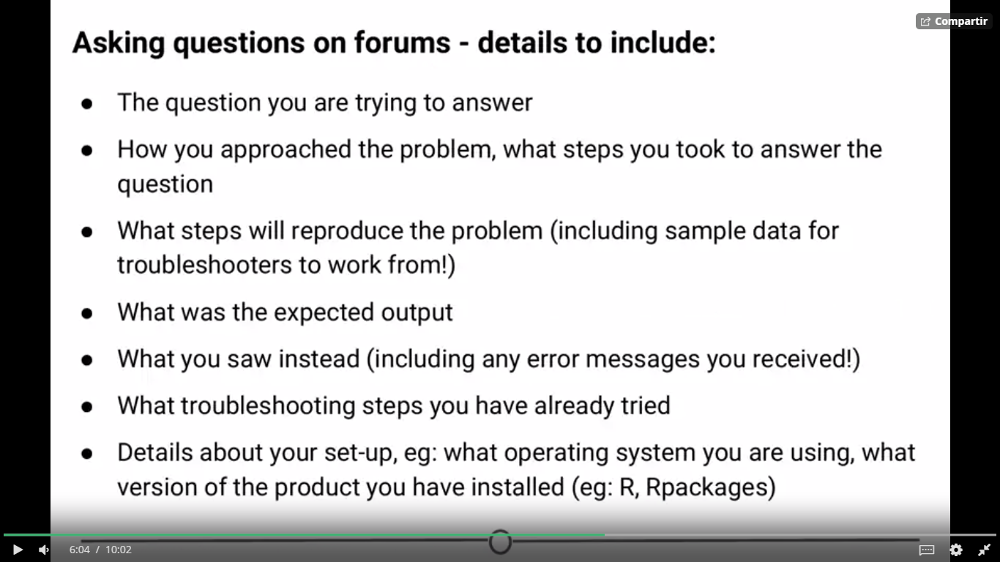 Compartir
Asking questions on forums - details to include:
● The question you are trying to answer
● How you approached the problem, what steps you took to answer the
question
● What steps will reproduce the problem (including sample data for
troubleshooters to work from!)
● What was the expected output
● What you saw instead (including any error messages you received!)
● What troubleshooting steps you have already tried
● Details about your set-up, eg: what operating system you are using, what
version of the product you have installed (eg: R, Rpackages)
6:04 / 10:02